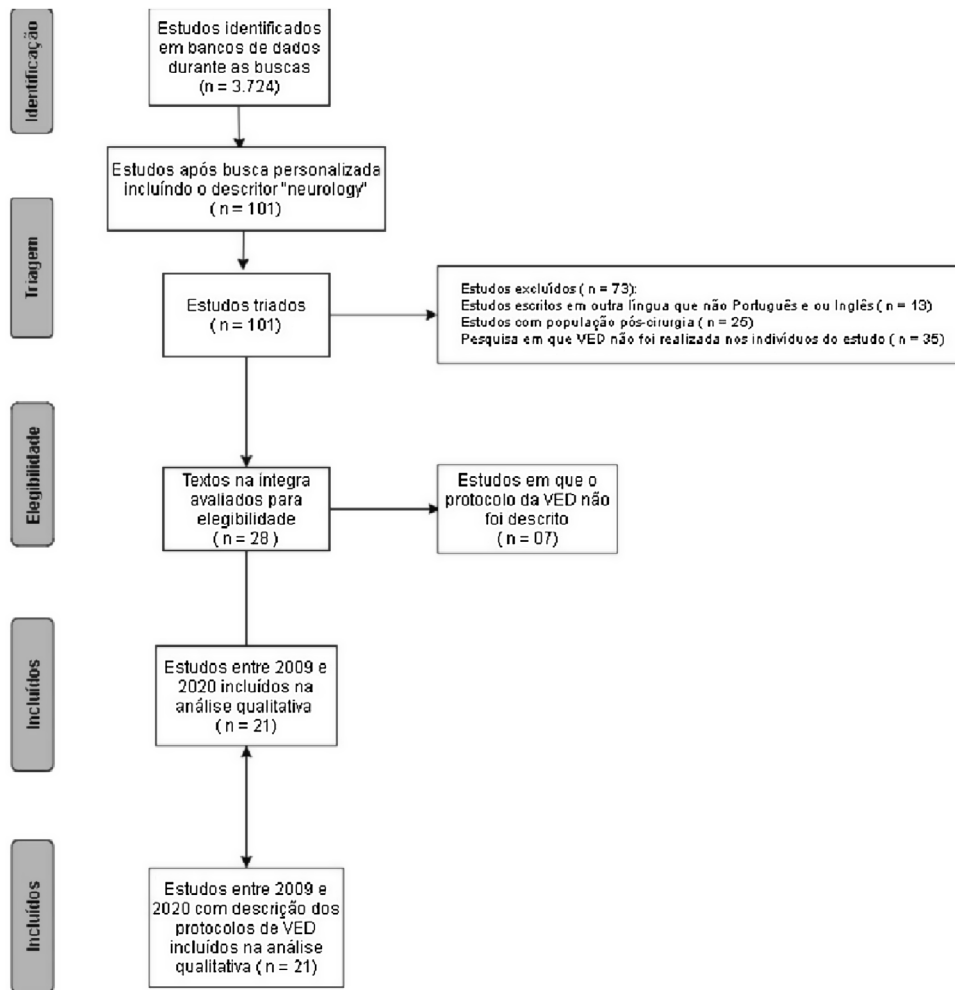 Identificação
Estudos identificados
em bancos de dados
durante as buscas
(n = 3.724)
Estudos após busca personalizada
incluíndo o descritor "neurology"
( n = 101)
Triagem
Estudos triados
( n = 101)
Estudos excluídos ( n = 73):
Estudos escritos em outra língua que não Português e ou Inglês ( n = 13)
Estudos com população pós-cirurgia ( n = 25)
Pesquisa em que VED não foi realizada nos indivíduos do estudo ( n = 35)
Elegibilidade
Textos na íntegra
avaliados para
elegibilidade
( n = 28 )
Estudos em que o
protocolo da VED não
foi descrito
( n = 07)
Incluídos
Estudos entre 2009 e
2020 incluídos na
análise qualitativa
( n = 21)
Incluídos
Estudos entre 2009 e
2020 com descrição dos
protocolos de VED
incluídos na análise
qualitativa ( n = 21)